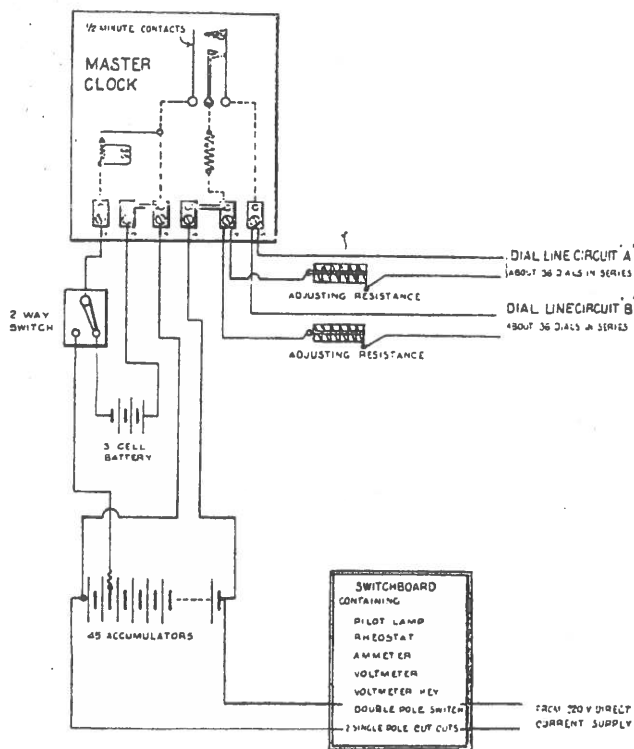 ½ MINUTE CONTACTS
MASTER
CLOCK
DIAL LINE CIRCUIT "A"
ABOUT 36 DIALS IN SERIES
ADJUSTING RESISTANCE
DIAL LINE CIRCUIT "B"
ABOUT 36 DIALS IN SERIES
ADJUSTING RESISTANCE
2 WAY
SWITCH
3 CELL
BATTERY
45 ACCUMULATORS
SWITCHBOARD
CONTAINING
PILOT LAMP
RHEOSTAT
AMMETER
VOLTMETER
VOLTMETER KEY
DOUBLE POLE SWITCH
2 SINGLE POLE CUT OUTS
FROM 220 V DIRECT
CURRENT SUPPLY